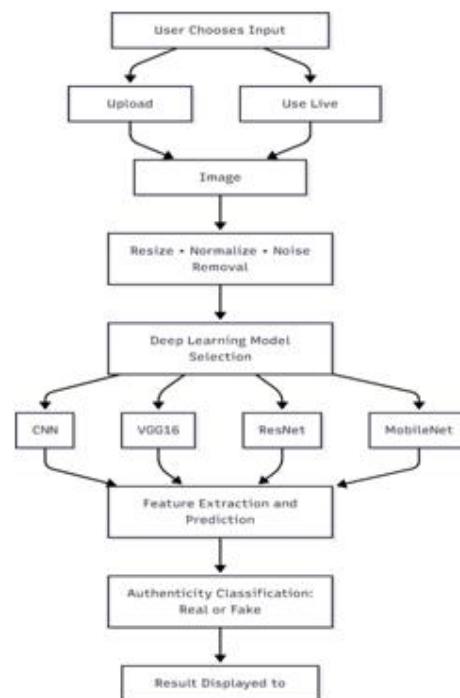 User Chooses Input
Upload
Use Live
Image
Resize • Normalize • Noise
Removal
Deep Learning Model
Selection
CNN
VGG16
ResNet
MobileNet
Feature Extraction and
Prediction
Authenticity Classification:
Real or Fake
Result Displayed to